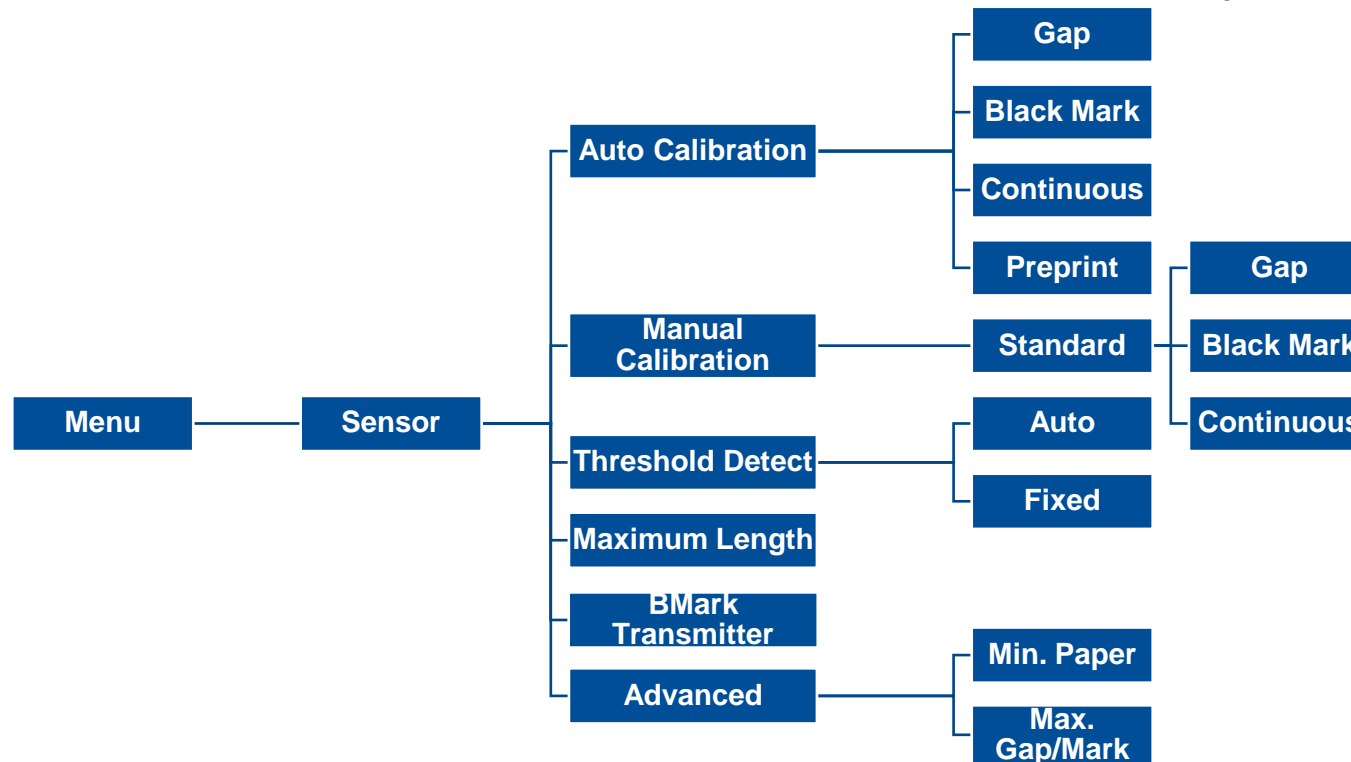 Gap
Black Mark
Auto Calibration
Continuous
Preprint
Gap
Manual
Calibration
Standard
Black Mark
Menu
Sensor
Auto
Continuous
Threshold Detect
Fixed
Maximum Length
BMark
Transmitter
Min. Paper
Advanced
Max.
Gap/Mark